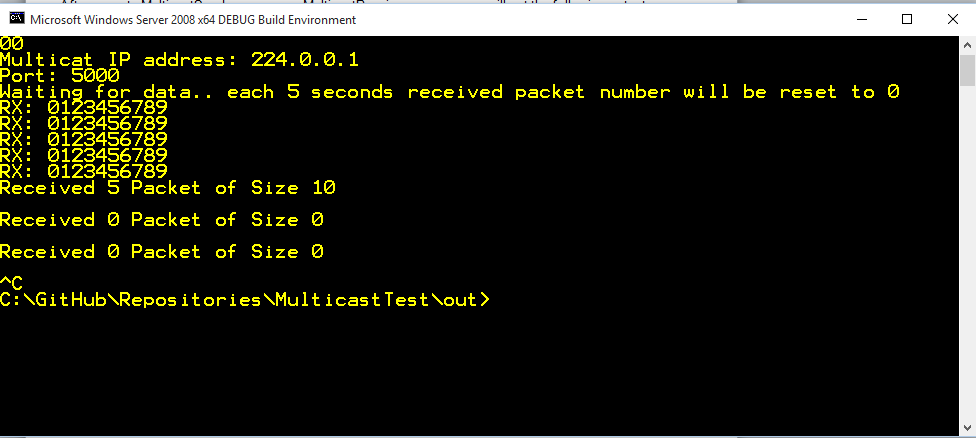 Microsoft Windows Server 2008 x64 DEBUG Build Environment
00
Multicat IP address: 224.0.0.1
Port: 5000
Waiting for data.. each 5 seconds received packet number will be reset to 0
RX: 0123456789
RX: 0123456789
RX: 0123456789
RX: 0123456789
RX: 0123456789
Received 5 Packet of Size 10
Received 0 Packet of Size 0
Received 0 Packet of Size 0
^C
C:\GitHub\Repositories\MulticastTest\out>